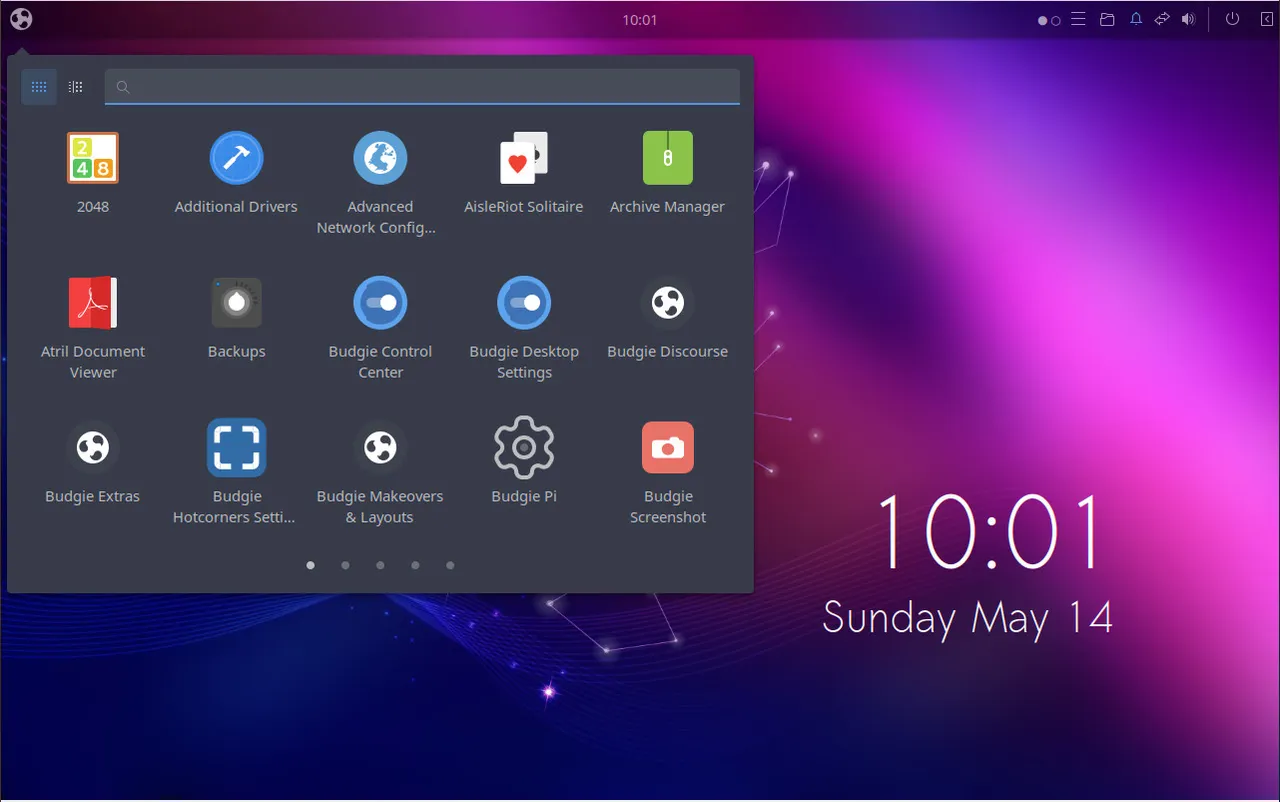 10:01
2048
Additional Drivers
Advanced
Network Config...
AisleRiot Solitaire
Archive Manager
Atril Document
Viewer
Backups
Budgie Control
Center
Budgie Desktop
Settings
Budgie Discourse
Budgie Extras
Budgie
Hotcorners Setti...
Budgie Makeovers
& Layouts
Budgie Pi
Budgie
Screenshot
10:01
Sunday May 14